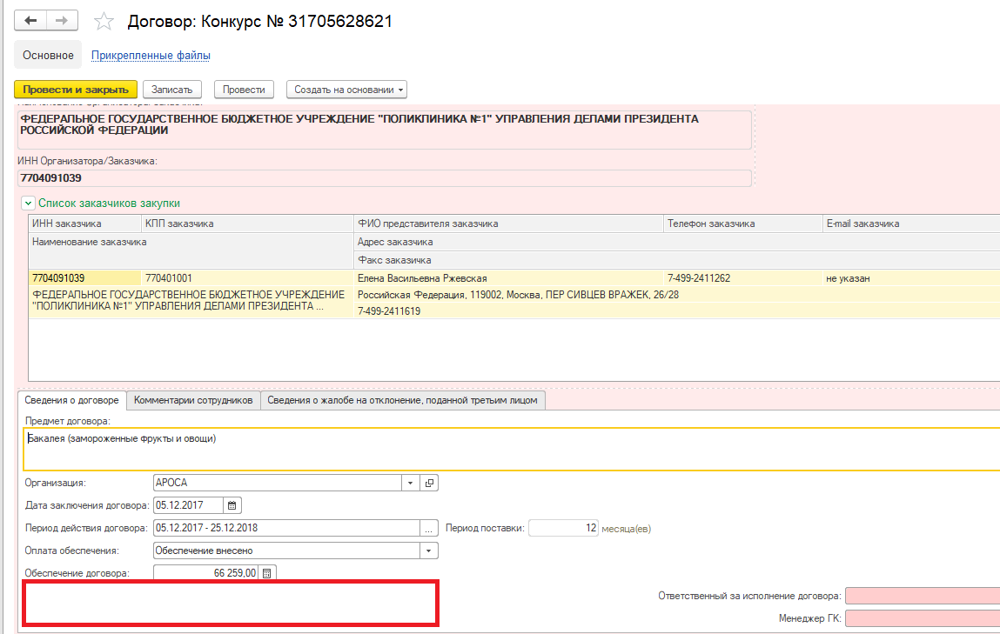 Договор: Конкурс № 31705628621
Основное Прикрепленные файлы
Провести и закрыть Записать Провести Создать на основании
ФЕДЕРАЛЬНОЕ ГОСУДАРСТВЕННОЕ БЮДЖЕТНОЕ УЧРЕЖДЕНИЕ "ПОЛИКЛИНИКА №1" УПРАВЛЕНИЯ ДЕЛАМИ ПРЕЗИДЕНТА
РОССИЙСКОЙ ФЕДЕРАЦИИ
ИНН Организатора/Заказчика:
7704091039
Список заказчиков закупки
ИНН заказчика КПП заказчика ФИО представителя заказчика Телефон заказчика E-mail заказчика
Наименование заказчика Адрес заказчика
Факс заказичка
7704091039 770401001 Елена Васильевна Ржевская 7-499-2411262 не указан
ФЕДЕРАЛЬНОЕ ГОСУДАРСТВЕННОЕ БЮДЖЕТНОЕ УЧРЕЖДЕНИЕ Российская Федерация, 119002, Москва, ПЕР СИВЦЕВ ВРАЖЕК, 26/28
"ПОЛИКЛИНИКА №1" УПРАВЛЕНИЯ ДЕЛАМИ ПРЕЗИДЕНТА ... 7-499-2411619
Сведения о договоре Комментарии сотрудников Сведения о жалобе на отклонение, поданной третьим лицом
Предмет договора:
Бакалея (замороженные фрукты и овощи)
Организация: АРОСА
Дата заключения договора: 05.12.2017
Период действия договора: 05.12.2017 - 25.12.2018 ... Период поставки: 12 месяца(ев)
Оплата обеспечения: Обеспечение внесено
Обеспечение договора: 66 259,00
Ответственный за исполнение договора:
Менеджер ГК: